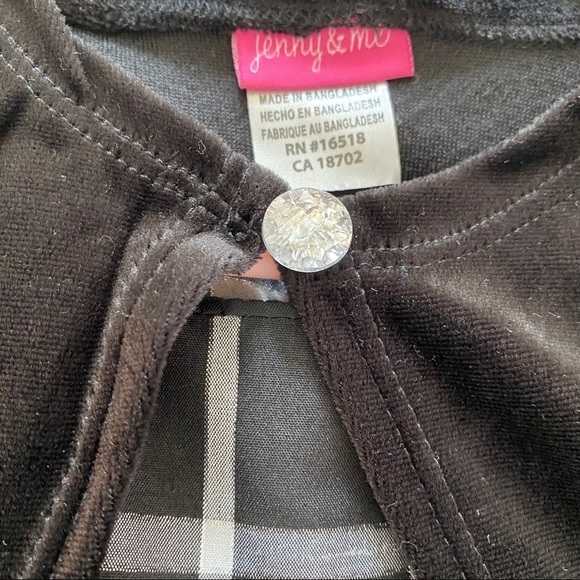 Jenny & me
MADE IN BANGLADESH
HECHO EN BANGLADESH
FABRIQUE AU BANGLADESH
RN #16518
CA 18702